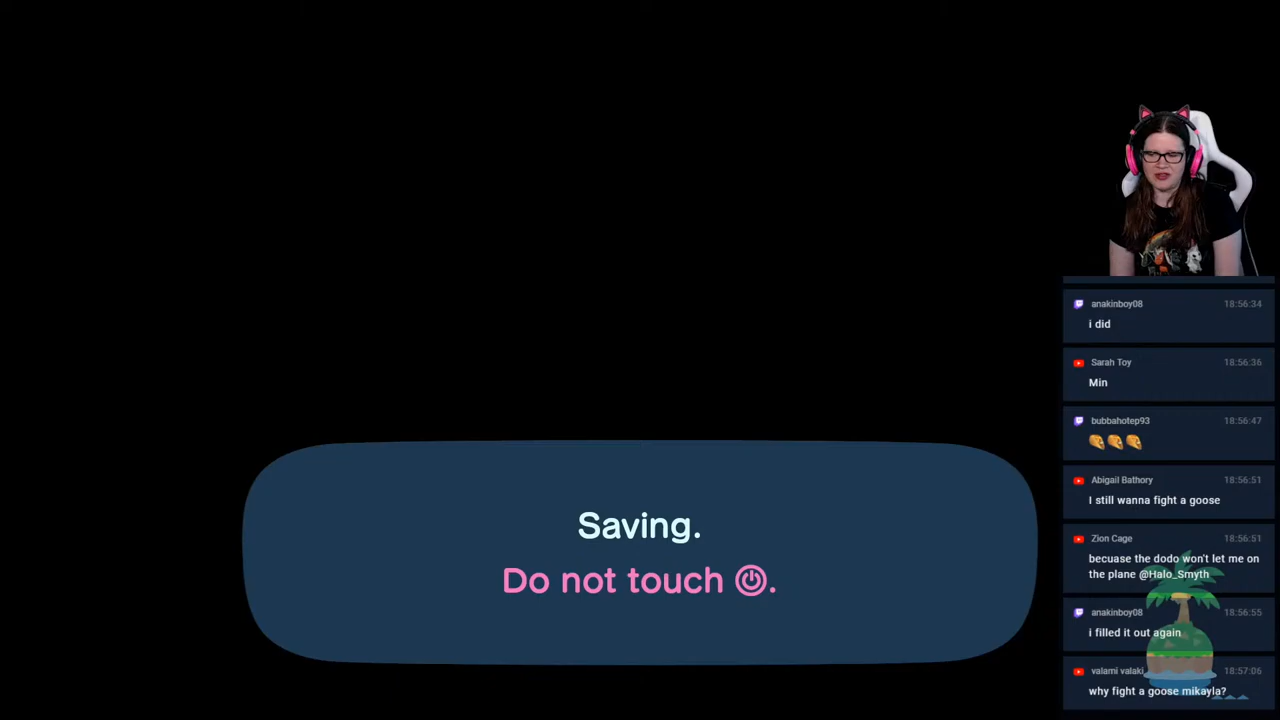 anakinboy08 18:56:34
i did
Sarah Toy 18:56:36
Min
bubbahotep93 18:56:47
Abigail Bathory 18:56:51
I still wanna fight a goose
Zion Cage 18:56:51
becuase the dodo won't let me on
the plane @Halo_Smyth
anakinboy08 18:56:55
i filled it out again
valami valaki 18:57:06
why fight a goose mikayla?
Saving.
Do not touch ⏻.